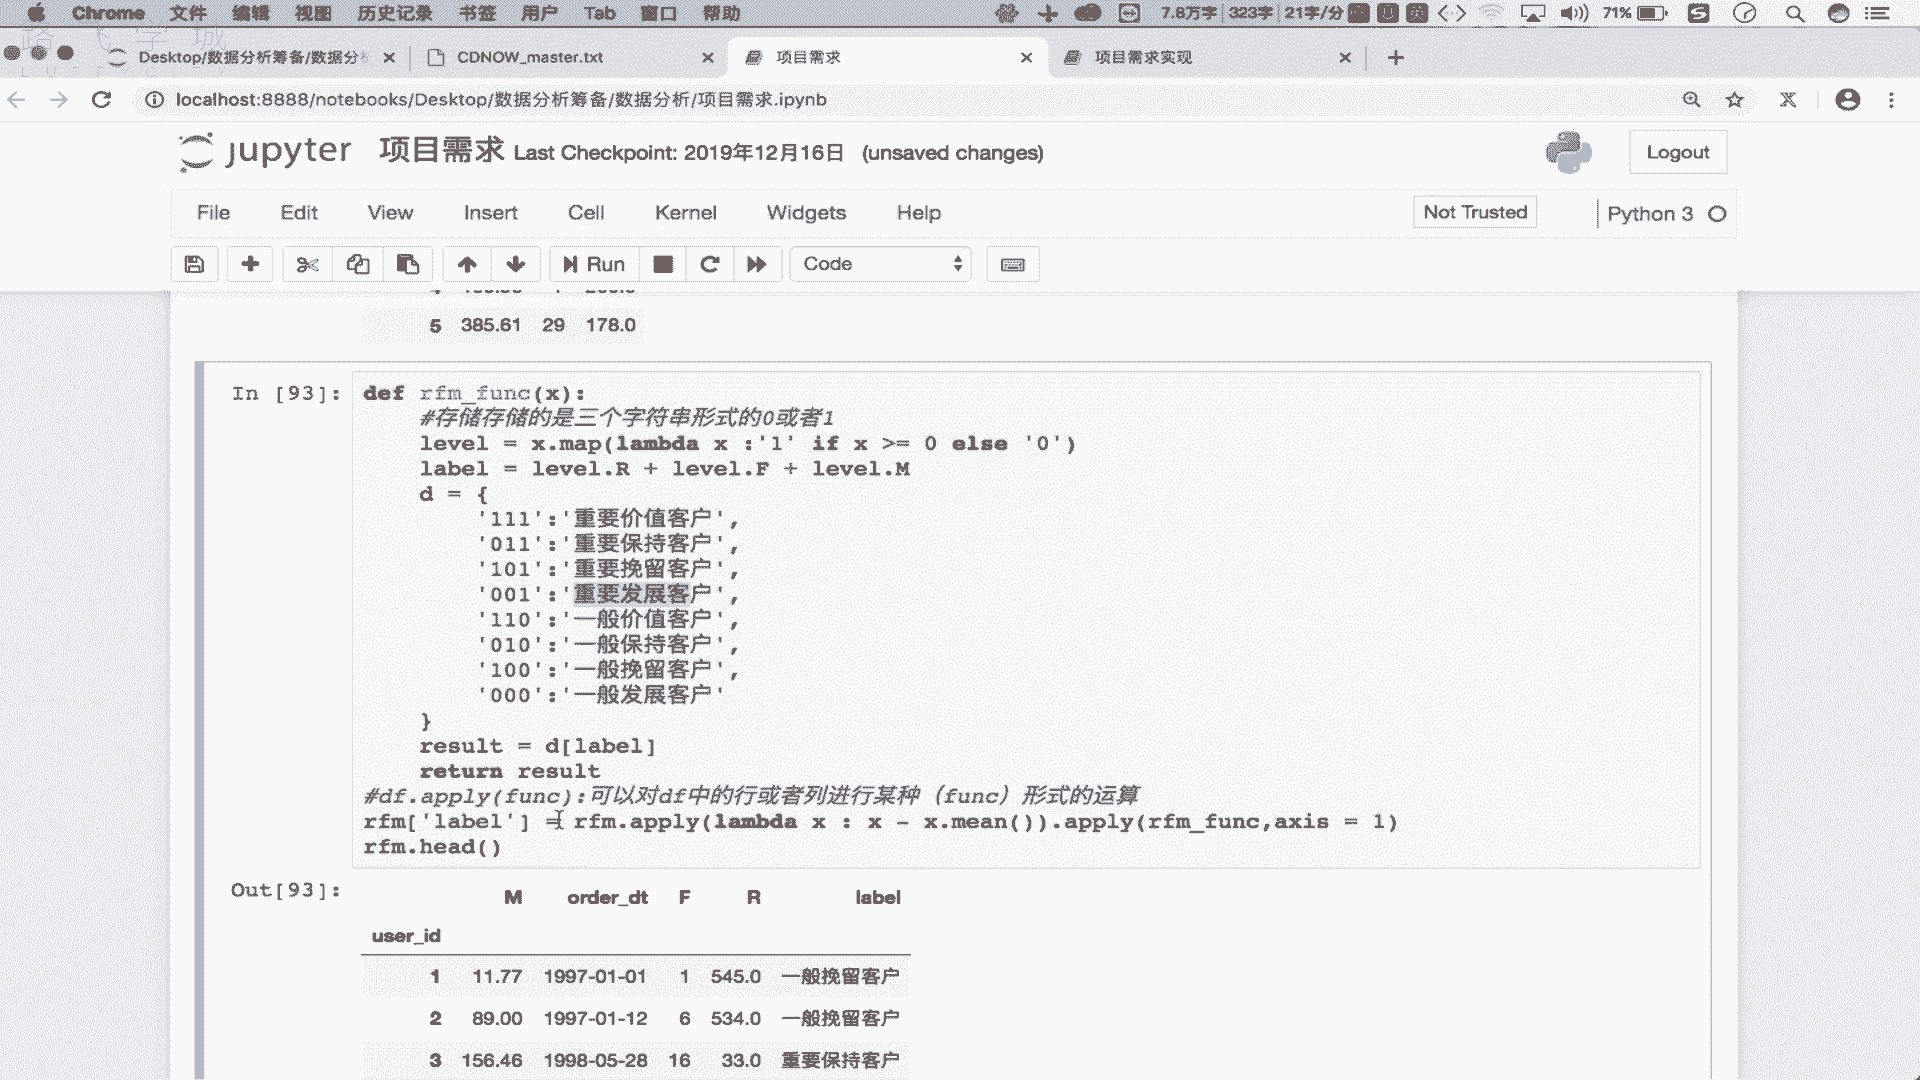 Chrome 文件 编辑 视图 历史记录 书签 用户 Tab 窗口 帮助 7.8万字 323字 21字/分 71%
Desktop/数据分析筹备/数据分析 CDNOW_master.txt 项目需求 项目需求实现
localhost:8888/notebooks/Desktop/数据分析筹备/数据分析/项目需求.ipynb
jupyter 项目需求 Last Checkpoint: 2019年12月16日 (unsaved changes) Logout
File Edit View Insert Cell Kernel Widgets Help Not Trusted Python 3
Run Code
5 385.61 29 178.0
In [93]: def rfm_func(x):
#存储存储的是三个字符串形式的0或者1
level = x.map(lambda x :'1' if x >= 0 else '0')
label = level.R + level.F + level.M
d = {
'111':'重要价值客户',
'011':'重要保持客户',
'101':'重要挽留客户',
'001':'重要发展客户',
'110':'一般价值客户',
'010':'一般保持客户',
'100':'一般挽留客户',
'000':'一般发展客户'
}
result = d[label]
return result
#df.apply(func):可以对df中的行或者列进行某种（func）形式的运算
rfm['label'] = rfm.apply(lambda x : x - x.mean()).apply(rfm_func,axis = 1)
rfm.head()
Out[93]:
M order_dt F R label
user_id
1 11.77 1997-01-01 1 545.0 一般挽留客户
2 89.00 1997-01-12 6 534.0 一般挽留客户
3 156.46 1998-05-28 16 33.0 重要保持客户